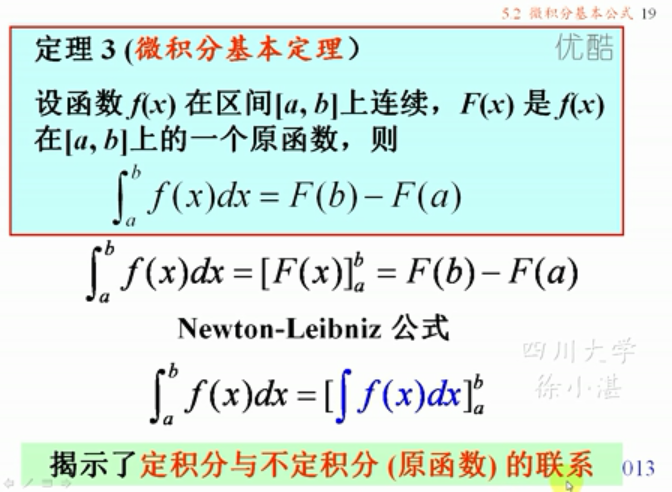 5.2 微积分基本公式 19
优酷
定理 3 (微积分基本定理）
设函数 f(x) 在区间[a, b]上连续，F(x) 是 f(x)
在[a, b]上的一个原函数，则
∫_a^b f(x)dx = F(b) − F(a)
∫_a^b f(x)dx = [F(x)]_a^b = F(b) − F(a)
Newton-Leibniz 公式
四川大学
徐小湛
∫_a^b f(x)dx = [∫ f(x)dx]_a^b
揭示了定积分与不定积分 (原函数) 的联系
013